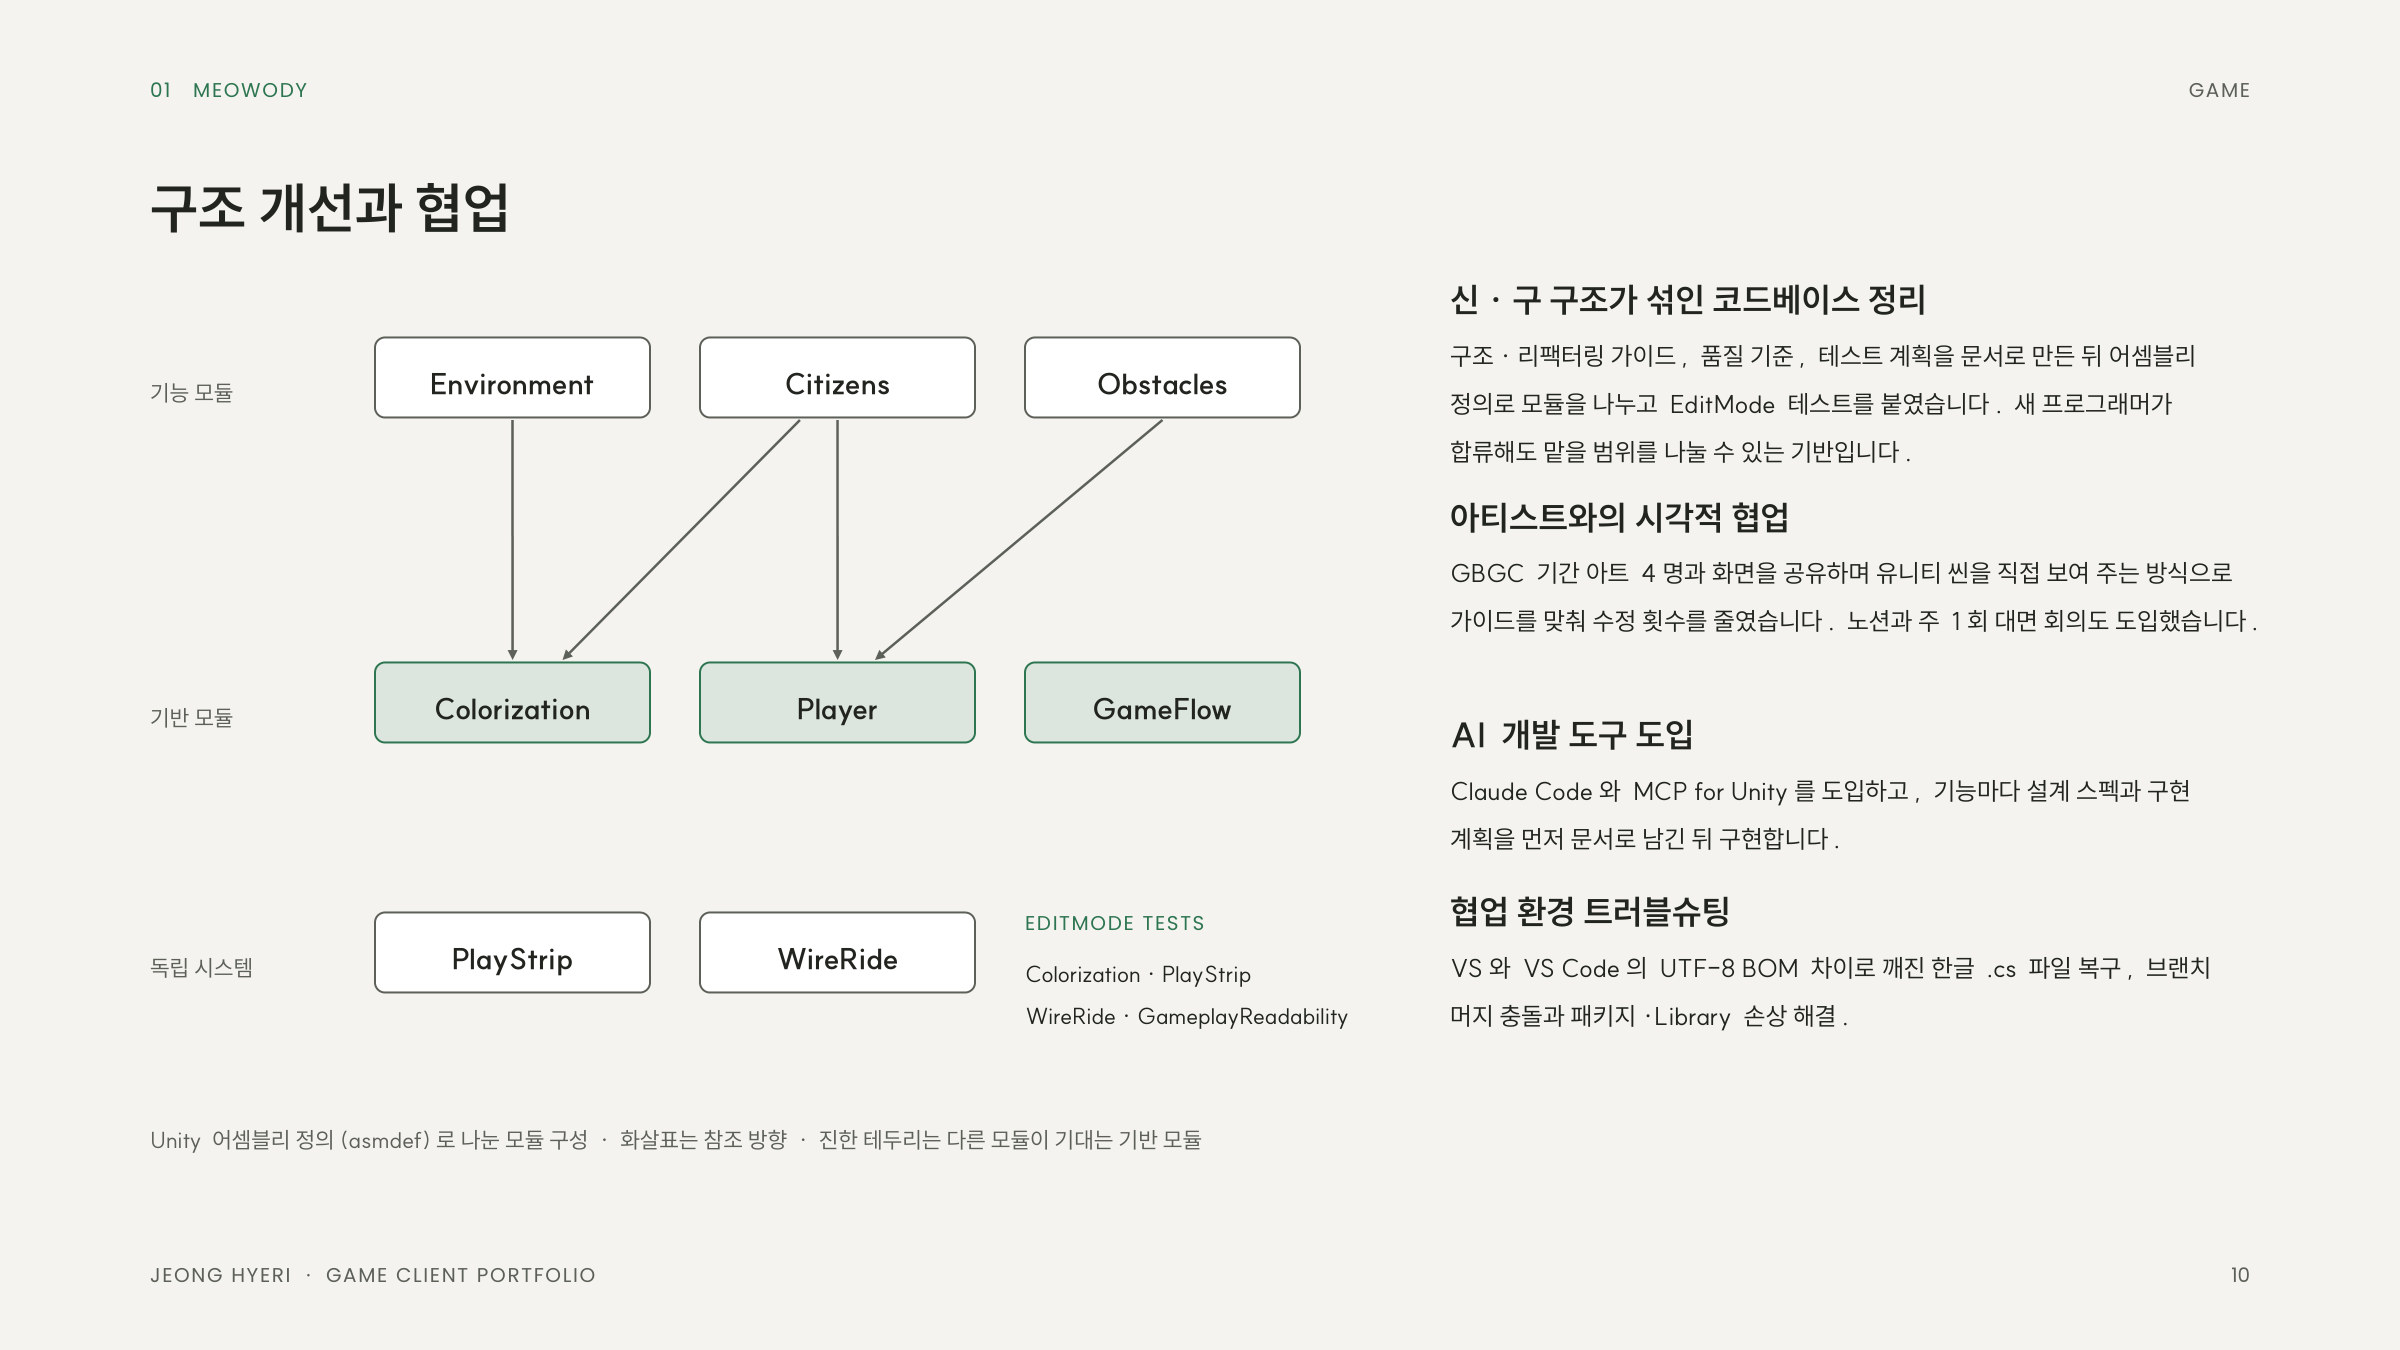 01 MEOWODY
GAME
구조 개선과 협업
기능 모듈
Environment
Citizens
Obstacles
기반 모듈
Colorization
Player
GameFlow
독립 시스템
PlayStrip
WireRide
EDITMODE TESTS
Colorization · PlayStrip
WireRide · GameplayReadability
Unity 어셈블리 정의 (asmdef) 로 나눈 모듈 구성 · 화살표는 참조 방향 · 진한 테두리는 다른 모듈이 기대는 기반 모듈
신 · 구 구조가 섞인 코드베이스 정리
구조 · 리팩터링 가이드 , 품질 기준 , 테스트 계획을 문서로 만든 뒤 어셈블리
정의로 모듈을 나누고 EditMode 테스트를 붙였습니다 . 새 프로그래머가
합류해도 맡을 범위를 나눌 수 있는 기반입니다 .
아티스트와의 시각적 협업
GBGC 기간 아트 4 명과 화면을 공유하며 유니티 씬을 직접 보여 주는 방식으로
가이드를 맞춰 수정 횟수를 줄였습니다 . 노션과 주 1 회 대면 회의도 도입했습니다 .
AI 개발 도구 도입
Claude Code 와 MCP for Unity 를 도입하고 , 기능마다 설계 스펙과 구현
계획을 먼저 문서로 남긴 뒤 구현합니다 .
협업 환경 트러블슈팅
VS 와 VS Code 의 UTF-8 BOM 차이로 깨진 한글 .cs 파일 복구 , 브랜치
머지 충돌과 패키지 ·Library 손상 해결 .
JEONG HYERI · GAME CLIENT PORTFOLIO
10